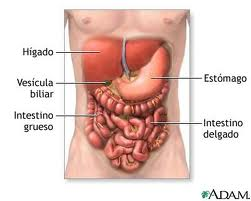 Hígado
Vesícula
biliar
Intestino
grueso
Estómago
Intestino
delgado
ADAM